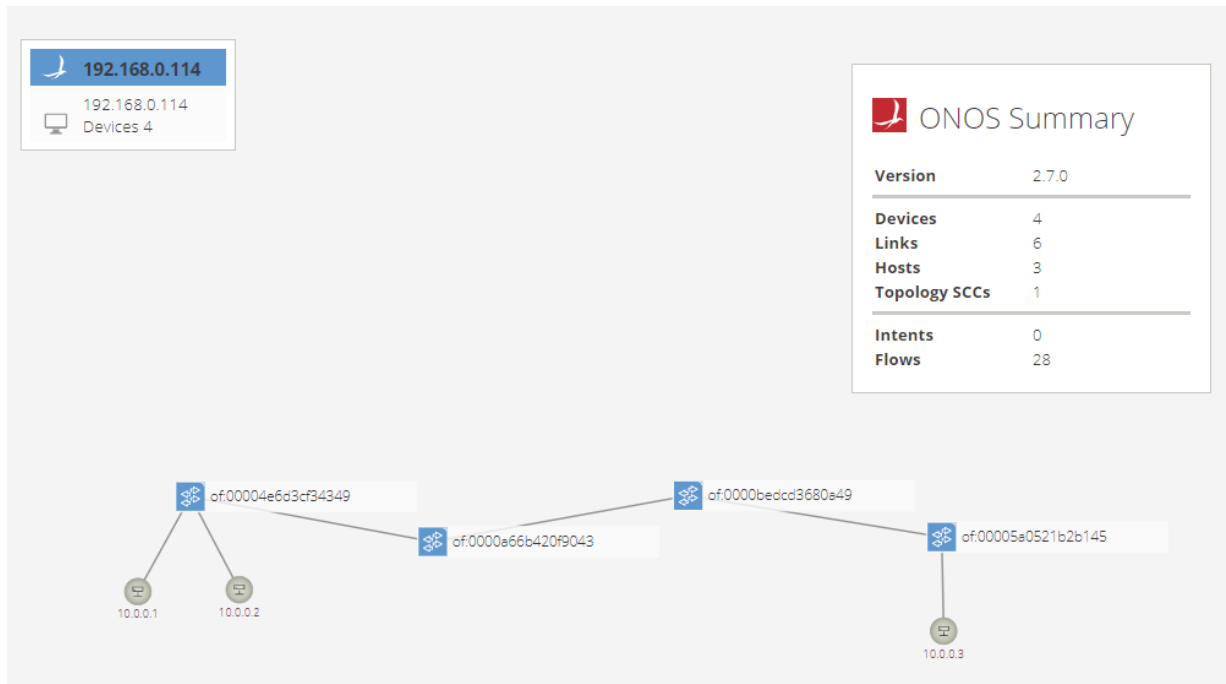 192.168.0.114
192.168.0.114
Devices 4
ONOS Summary
Version 2.7.0
Devices 4
Links 6
Hosts 3
Topology SCCs 1
Intents 0
Flows 28
of:00004e6d3cf34349
of:0000a66b420f9043
of:0000bedcd3680a49
of:00005a0521b2b145
10.0.0.1
10.0.0.2
10.0.0.3